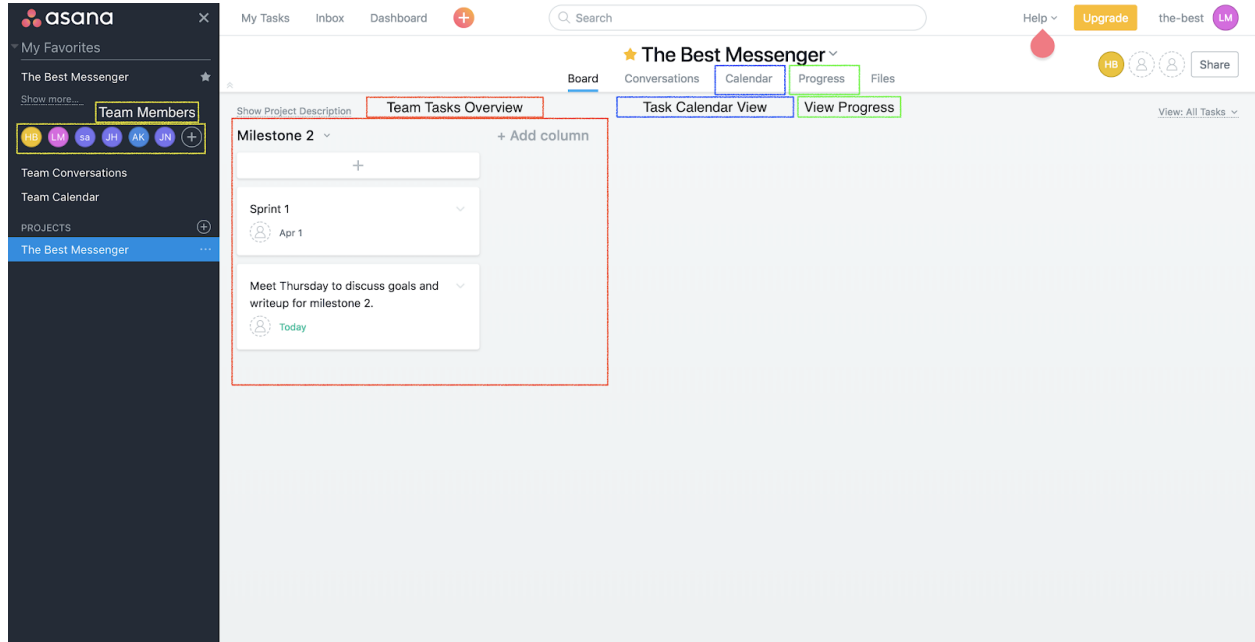 asana
My Tasks Inbox Dashboard
Search
Help
Upgrade
the-best
LM
My Favorites
The Best Messenger
Show more...
Team Members
HB LM sa JH AK JN
Team Conversations
Team Calendar
PROJECTS
The Best Messenger
The Best Messenger
Board Conversations Calendar Progress Files
HB
Share
Show Project Description
Team Tasks Overview
Task Calendar View
View Progress
View: All Tasks
Milestone 2
+ Add column
+
Sprint 1
Apr 1
Meet Thursday to discuss goals and
writeup for milestone 2.
Today